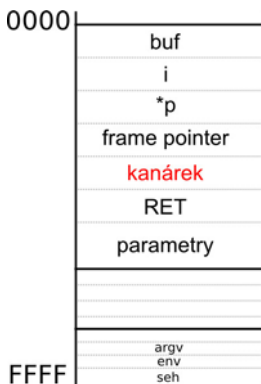 0000
buf
i
*p
frame pointer
kanárek
RET
parametry
argv
env
FFFF
seh